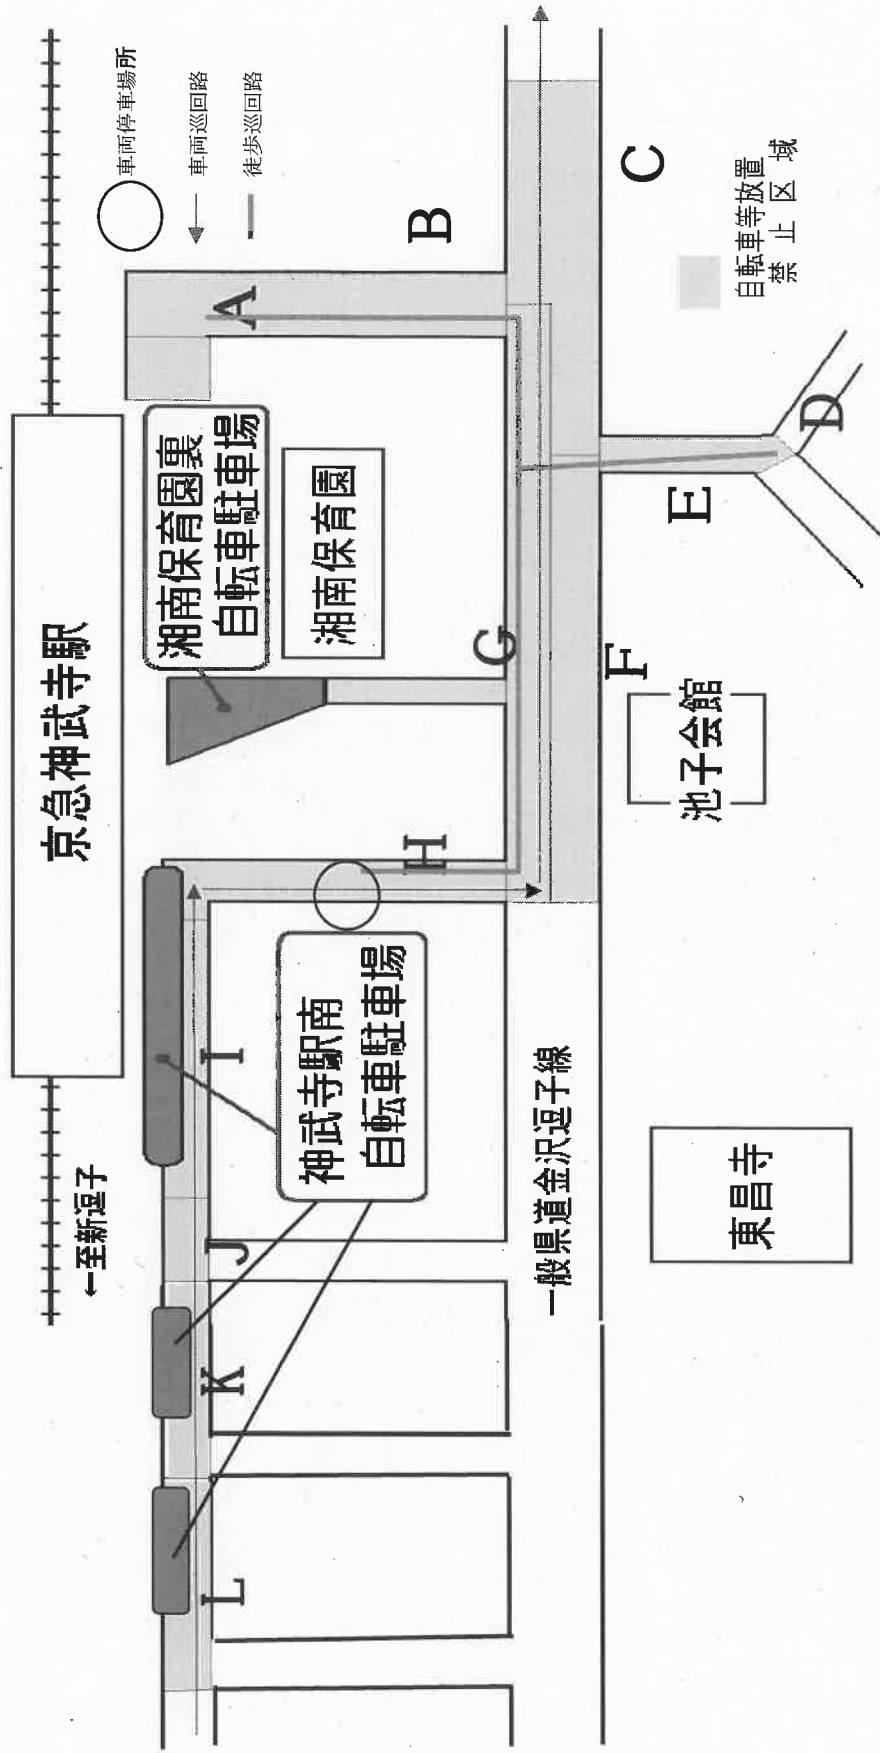 京急神武寺駅
←至新逗子
車両停車場所
車両巡回路
徒歩巡回路
湘南保育園裏
自転車駐車場
湘南保育園
神武寺駅南
自転車駐車場
A
B
C
D
E
F
G
H
I
J
K
L
一般県道金沢逗子線
池子会館
東昌寺
自転車等放置
禁止区域